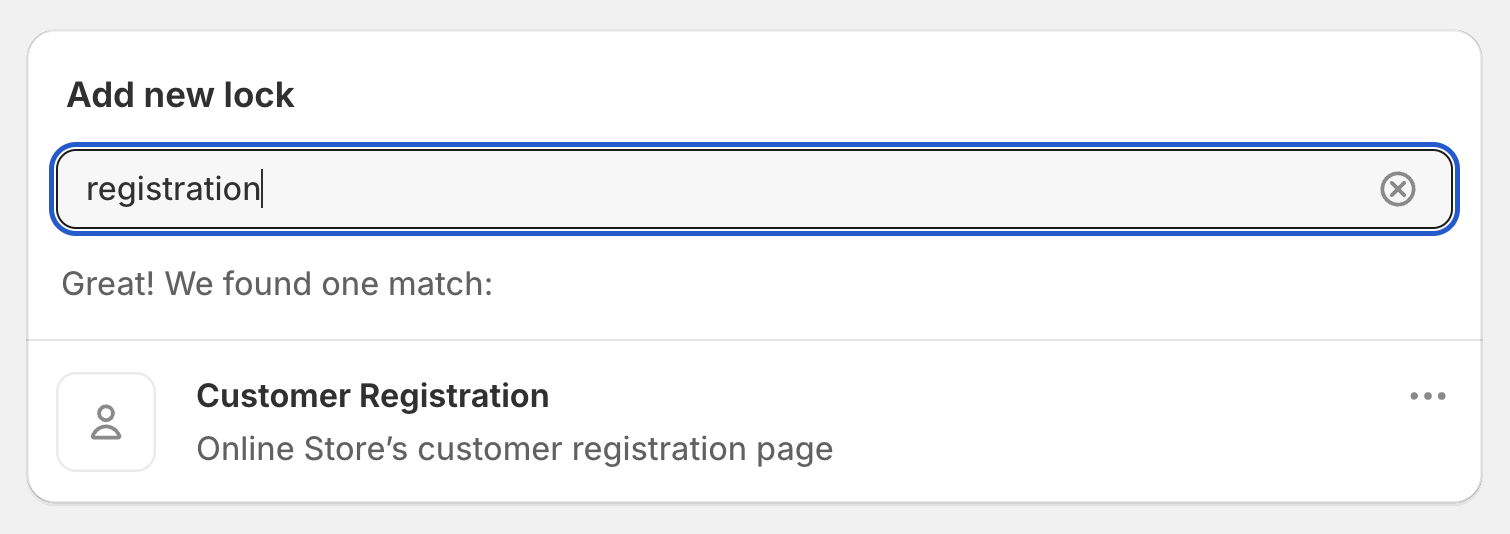 Add new lock
registration
Great! We found one match:
Customer Registration
Online Store’s customer registration page